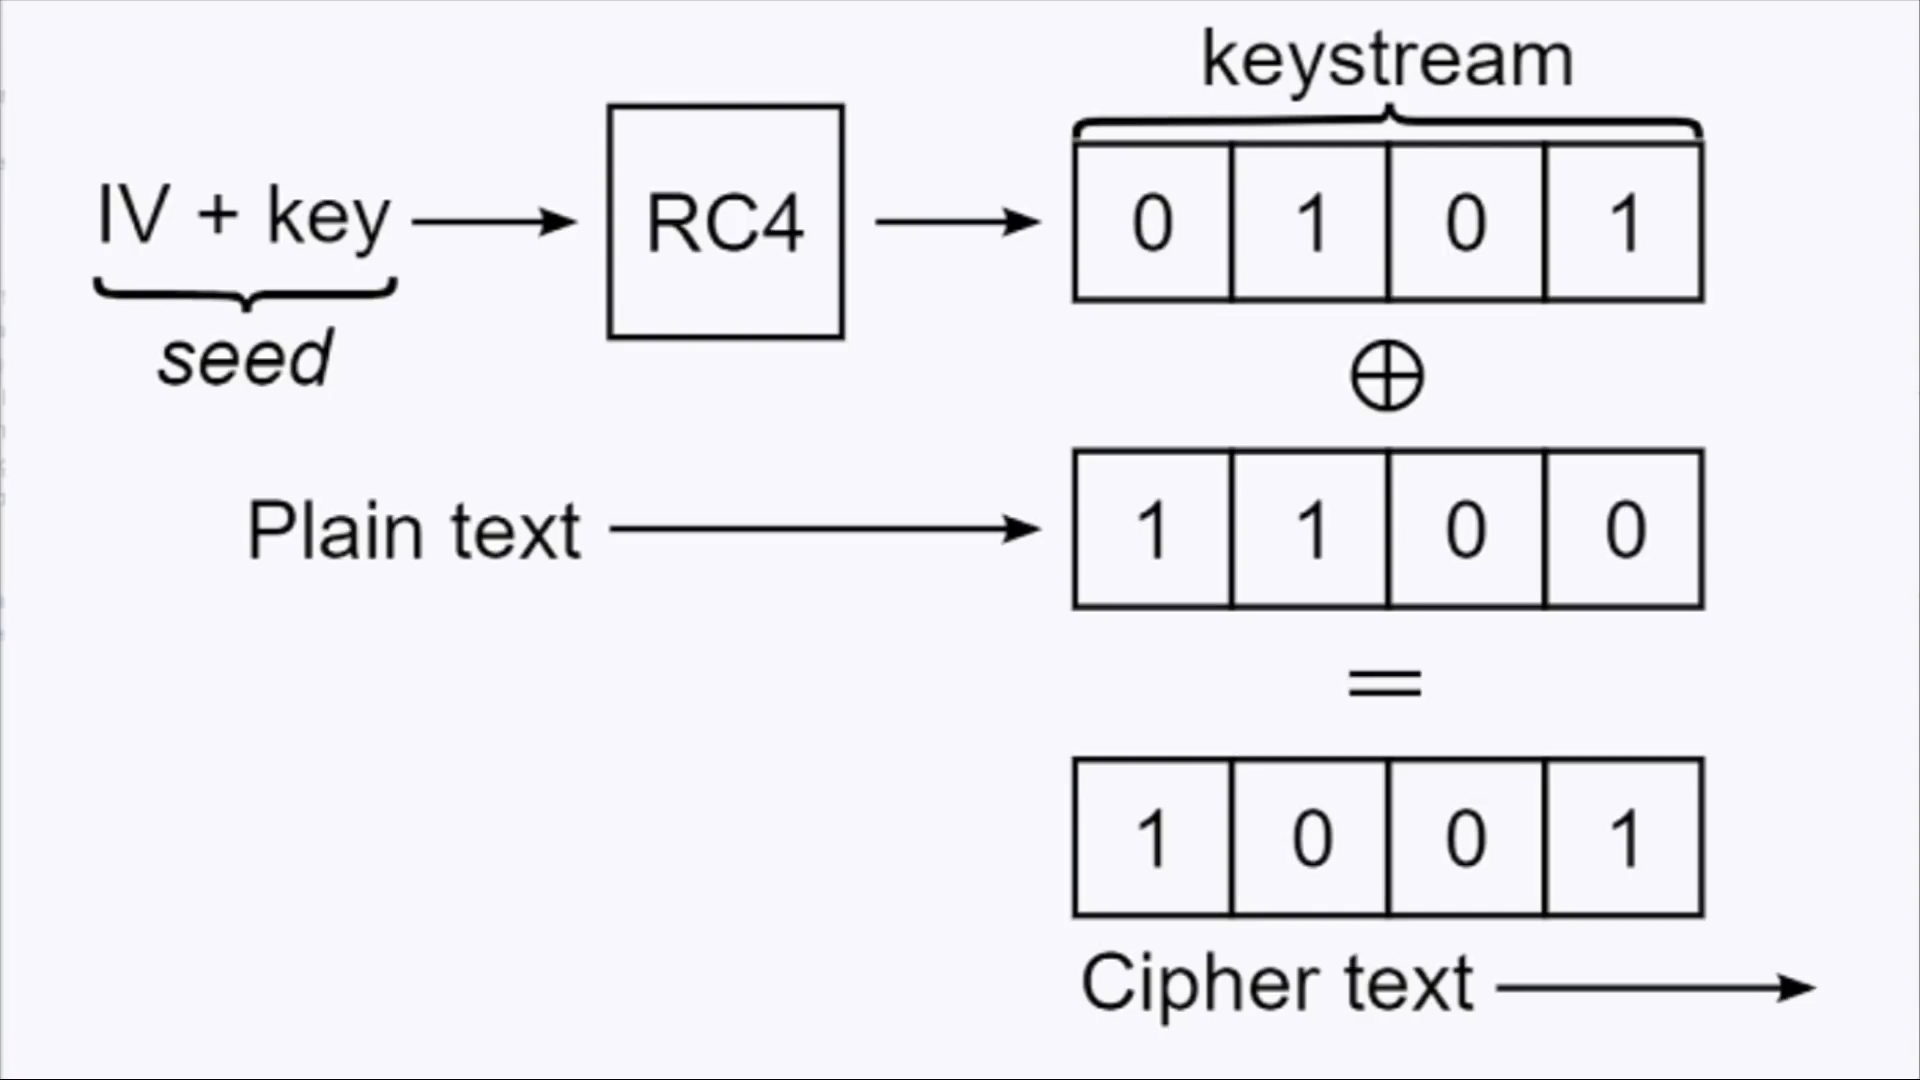 keystream
IV + key
RC4
0 1 0 1
seed
⊕
Plain text
1 1 0 0
=
1 0 0 1
Cipher text